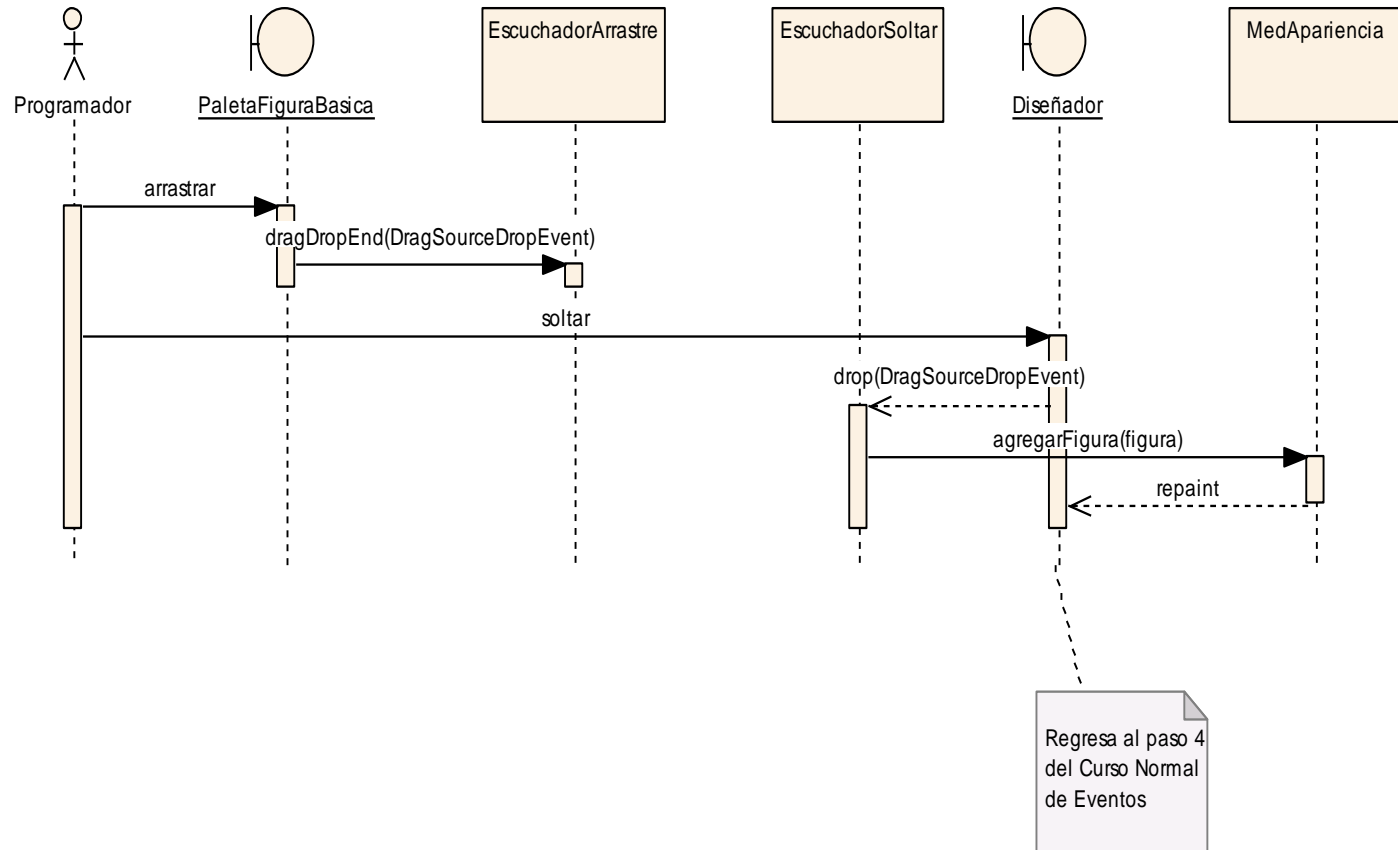 EscuchadorArrastre
EscuchadorSoltar
MedApariencia
Programador
PaletaFiguraBasica
Diseñador
arrastrar
dragDropEnd(DragSourceDropEvent)
soltar
drop(DragSourceDropEvent)
agregarFigura(figura)
repaint
Regresa al paso 4
del Curso Normal
de Eventos